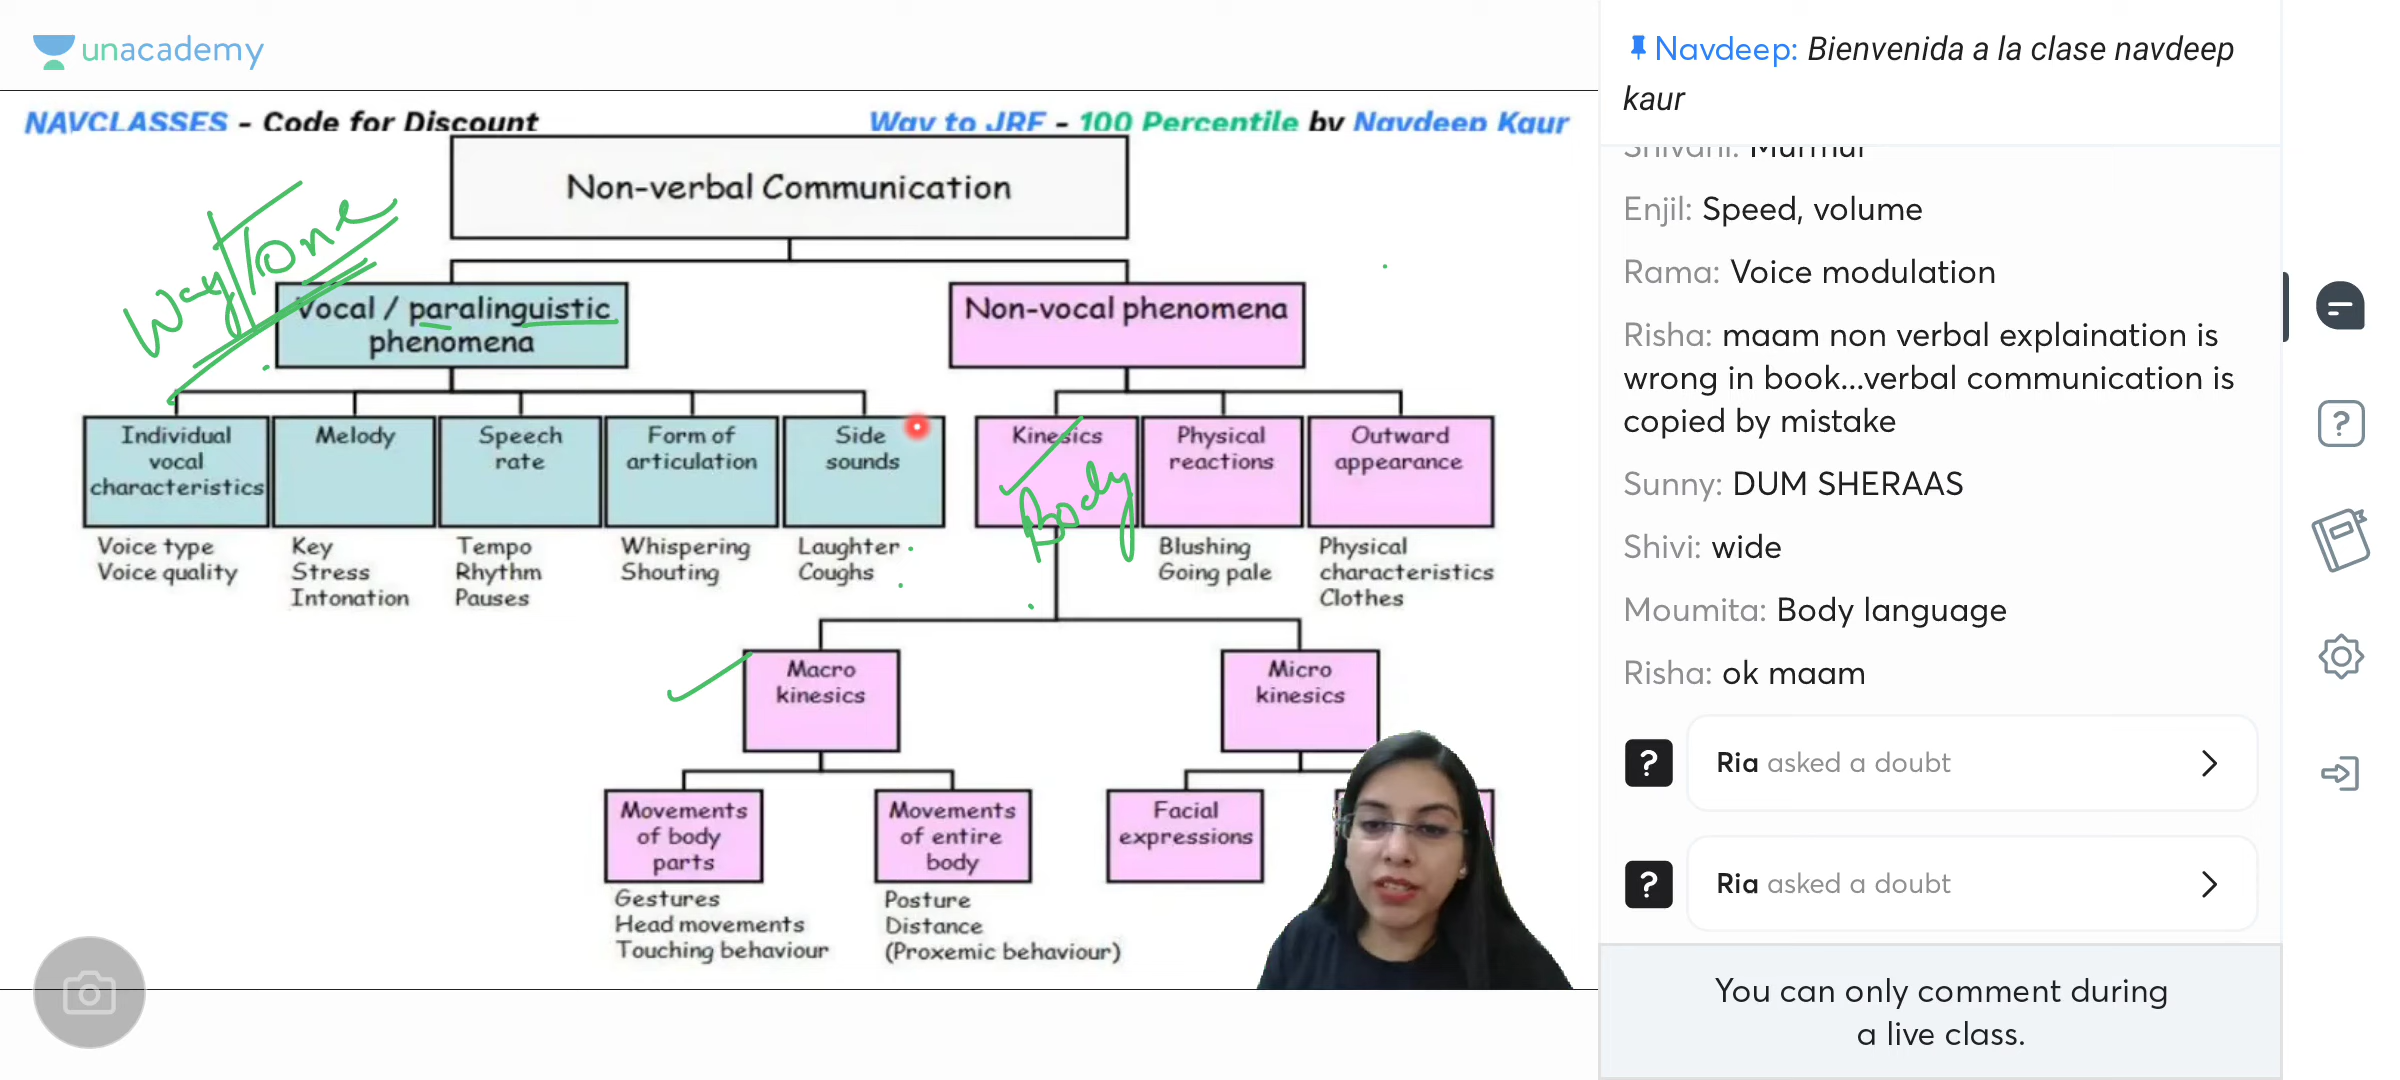 unacademy
NAVCLASSES - Code for Discount
Way to JRF - 100 Percentile by Navdeep Kaur
Non-verbal Communication
Way/Tone
Vocal / paralinguistic
phenomena
Non-vocal phenomena
Individual
vocal
characteristics
Melody
Speech
rate
Form of
articulation
Side
sounds
Kinesics
Body
Physical
reactions
Outward
appearance
Voice type
Voice quality
Key
Stress
Intonation
Tempo
Rhythm
Pauses
Whispering
Shouting
Laughter
Coughs
Blushing
Going pale
Physical
characteristics
Clothes
Macro
kinesics
Micro
kinesics
Movements
of body
parts
Movements
of entire
body
Facial
expressions
Gestures
Head movements
Touching behaviour
Posture
Distance
(Proxemic behaviour)
Navdeep: Bienvenida a la clase navdeep
kaur
Shivani: Murmur
Enjil: Speed, volume
Rama: Voice modulation
Risha: maam non verbal explaination is
wrong in book...verbal communication is
copied by mistake
Sunny: DUM SHERAAS
Shivi: wide
Moumita: Body language
Risha: ok maam
? Ria asked a doubt
? Ria asked a doubt
You can only comment during
a live class.
?